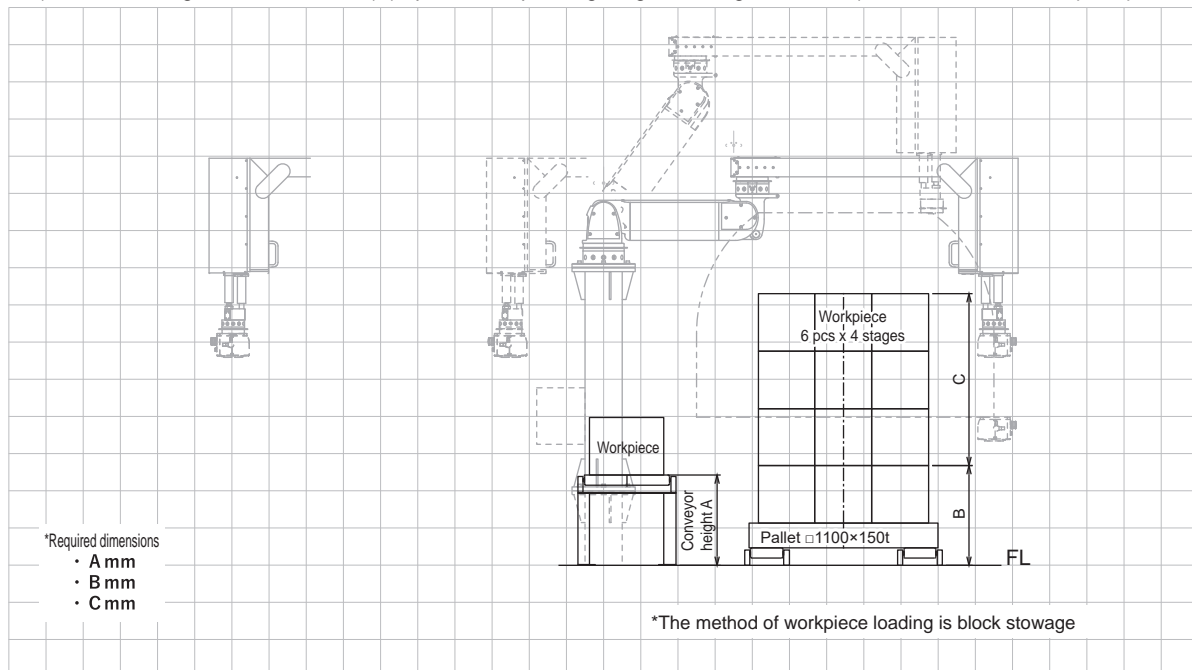 Workpiece
6 pcs x 4 stages
C
Workpiece
Conveyor
height A
B
Pallet □1100×150t
FL
*Required dimensions
・ A mm
・ B mm
・ C mm
*The method of workpiece loading is block stowage